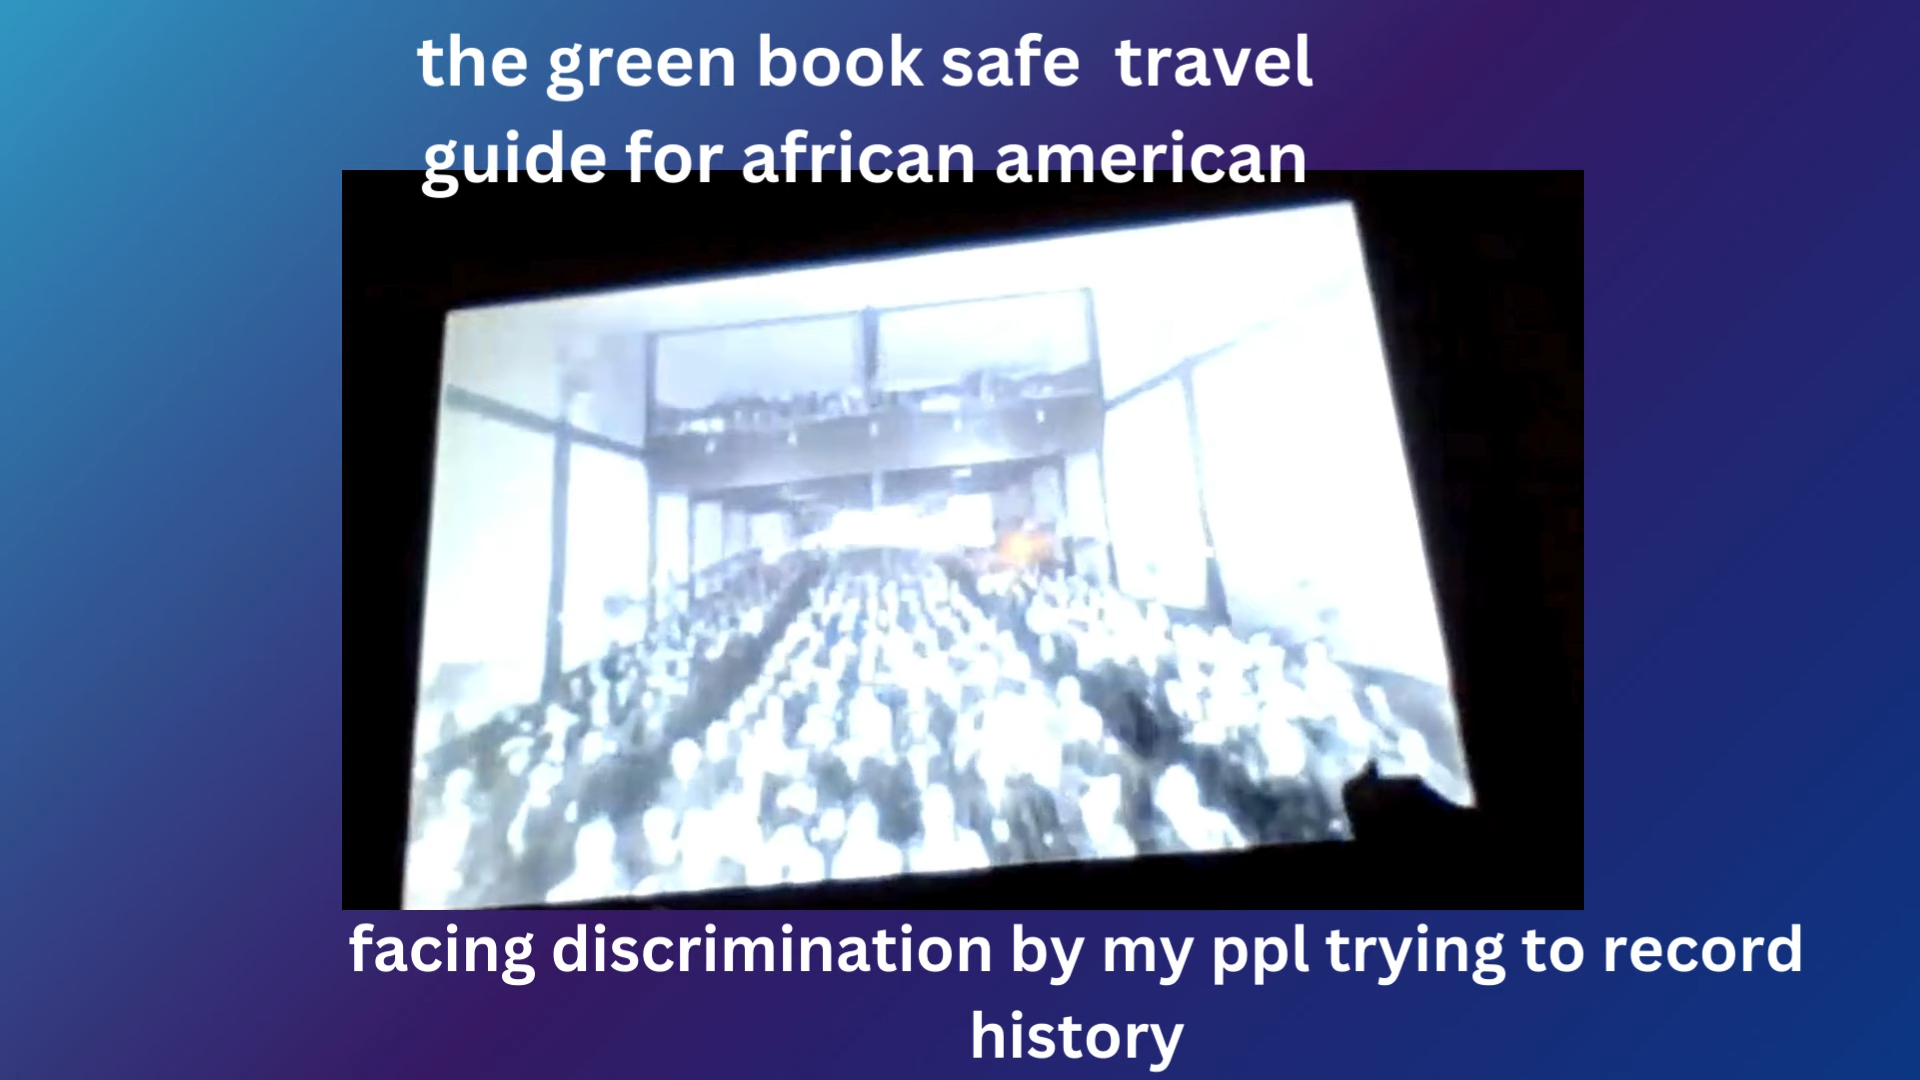 the green book safe  travel
guide for african american
facing discrimination by my ppl trying to record
history